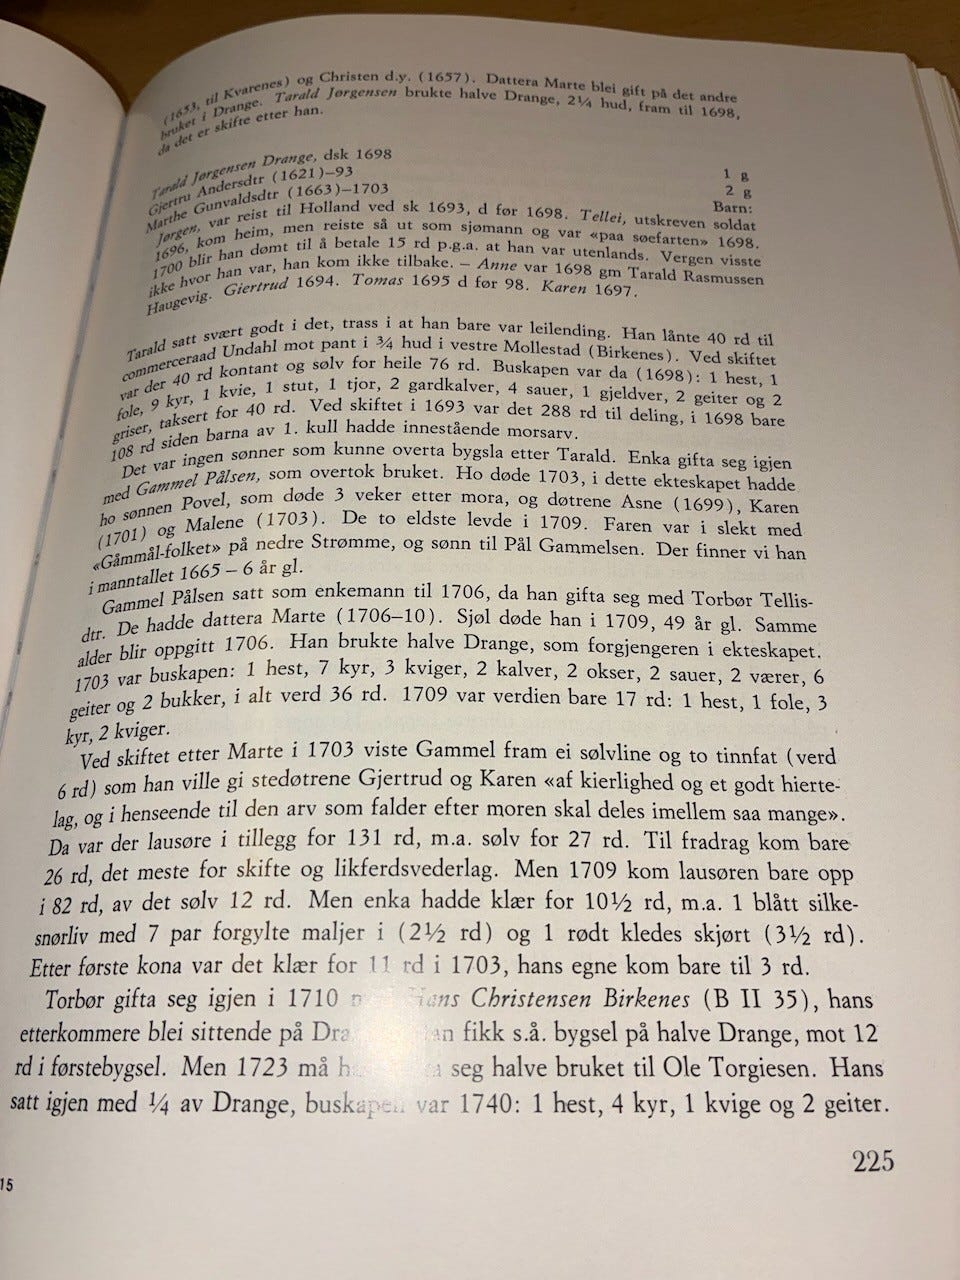 (1653, til Kvarenes) og Christen d.y. (1657). Dattera Marte blei gift på det andre
bruket i Drange. Tarald Jørgensen brukte halve Drange, 2¼ hud, fram til 1698,
da det er skifte etter han.
Tarald Jørgensen Drange, dsk 1698
Gjertru Andersdtr (1621)–93 1 g
Marthe Gunvaldsdtr (1663)–1703 2 g
Barn:
Jørgen, var reist til Holland ved sk 1693, d før 1698. Tellei, utskreven soldat
1696, kom heim, men reiste så ut som sjømann og var «paa søefarten» 1698.
1700 blir han dømt til å betale 15 rd p.g.a. at han var utenlands. Vergen visste
ikke hvor han var, han kom ikke tilbake. – Anne var 1698 gm Tarald Rasmussen
Haugevig. Giertrud 1694. Tomas 1695 d før 98. Karen 1697.
Tarald satt svært godt i det, trass i at han bare var leilending. Han lånte 40 rd til
commerceraad Undahl mot pant i ¾ hud i vestre Mollestad (Birkenes). Ved skiftet
var der 40 rd kontant og sølv for heile 76 rd. Buskapen var da (1698): 1 hest, 1
fole, 9 kyr, 1 kvie, 1 stut, 1 tjor, 2 gardkalver, 4 sauer, 1 gjeldver, 2 geiter og 2
griser, taksert for 40 rd. Ved skiftet i 1693 var det 288 rd til deling, i 1698 bare
108 rd siden barna av 1. kull hadde innestående morsarv.
Det var ingen sønner som kunne overta bygsla etter Tarald. Enka gifta seg igjen
med Gammel Pålsen, som overtok bruket. Ho døde 1703, i dette ekteskapet hadde
ho sønnen Povel, som døde 3 veker etter mora, og døtrene Asne (1699), Karen
(1701) og Malene (1703). De to eldste levde i 1709. Faren var i slekt med
«Gåmmål-folket» på nedre Strømme, og sønn til Pål Gammelsen. Der finner vi han
i manntallet 1665 – 6 år gl.
Gammel Pålsen satt som enkemann til 1706, da han gifta seg med Torbør Tellis-
dtr. De hadde dattera Marte (1706–10). Sjøl døde han i 1709, 49 år gl. Samme
alder blir oppgitt 1706. Han brukte halve Drange, som forgjengeren i ekteskapet.
1703 var buskapen: 1 hest, 7 kyr, 3 kviger, 2 kalver, 2 okser, 2 sauer, 2 værer, 6
geiter og 2 bukker, i alt verd 36 rd. 1709 var verdien bare 17 rd: 1 hest, 1 fole, 3
kyr, 2 kviger.
Ved skiftet etter Marte i 1703 viste Gammel fram ei sølvline og to tinnfat (verd
6 rd) som han ville gi stedøtrene Gjertrud og Karen «af kierlighed og et godt hierte-
lag, og i henseende til den arv som falder efter moren skal deles imellem saa mange».
Da var der lausøre i tillegg for 131 rd, m.a. sølv for 27 rd. Til fradrag kom bare
26 rd, det meste for skifte og likferdsvederlag. Men 1709 kom lausøren bare opp
i 82 rd, av det sølv 12 rd. Men enka hadde klær for 10½ rd, m.a. 1 blått silke-
snørliv med 7 par forgylte maljer i (2½ rd) og 1 rødt kledes skjørt (3½ rd).
Etter første kona var det klær for 11 rd i 1703, hans egne kom bare til 3 rd.
Torbør gifta seg igjen i 1710 Hans Christensen Birkenes (B II 35), hans
etterkommere blei sittende på fikk s.å. bygsel på halve Drange, mot 12
rd i førstebygsel. Men 1723 må seg halve bruket til Ole Torgiesen. Hans
satt igjen med ¼ av Drange, buskapen var 1740: 1 hest, 4 kyr, 1 kvige og 2 geiter.
225
15